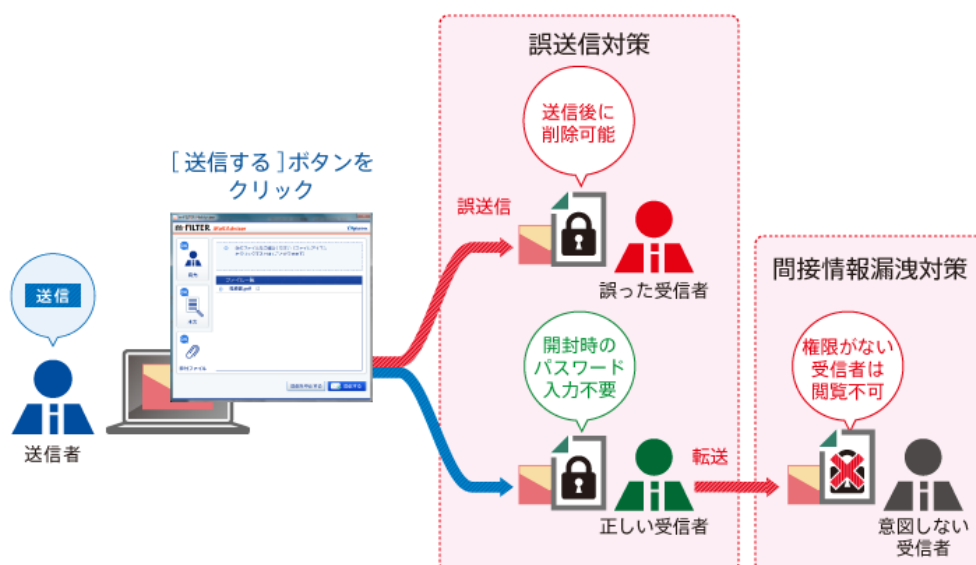 誤送信対策
送信後に
削除可能
[送信する]ボタンを
クリック
誤送信
FILTER
誤った受信者
間接情報漏洩対策
送信
開封時の
パスワード
入力不要
権限がない
受信者は
閲覧不可
送信者
転送
正しい受信者
意図しない
受信者